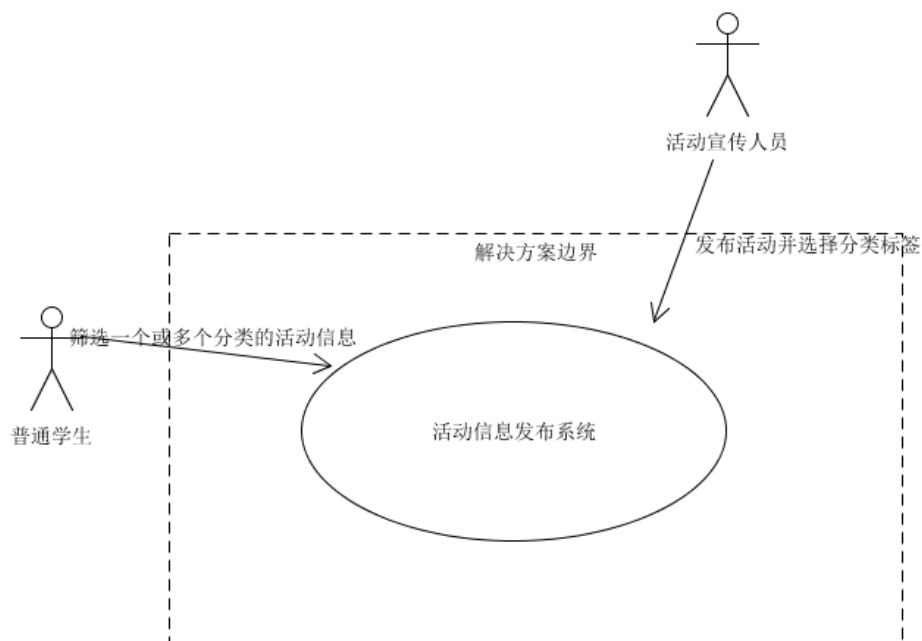 活动宣传人员
发布活动并选择分类标签
解决方案边界
筛选一个或多个分类的活动信息
普通学生
活动信息发布系统